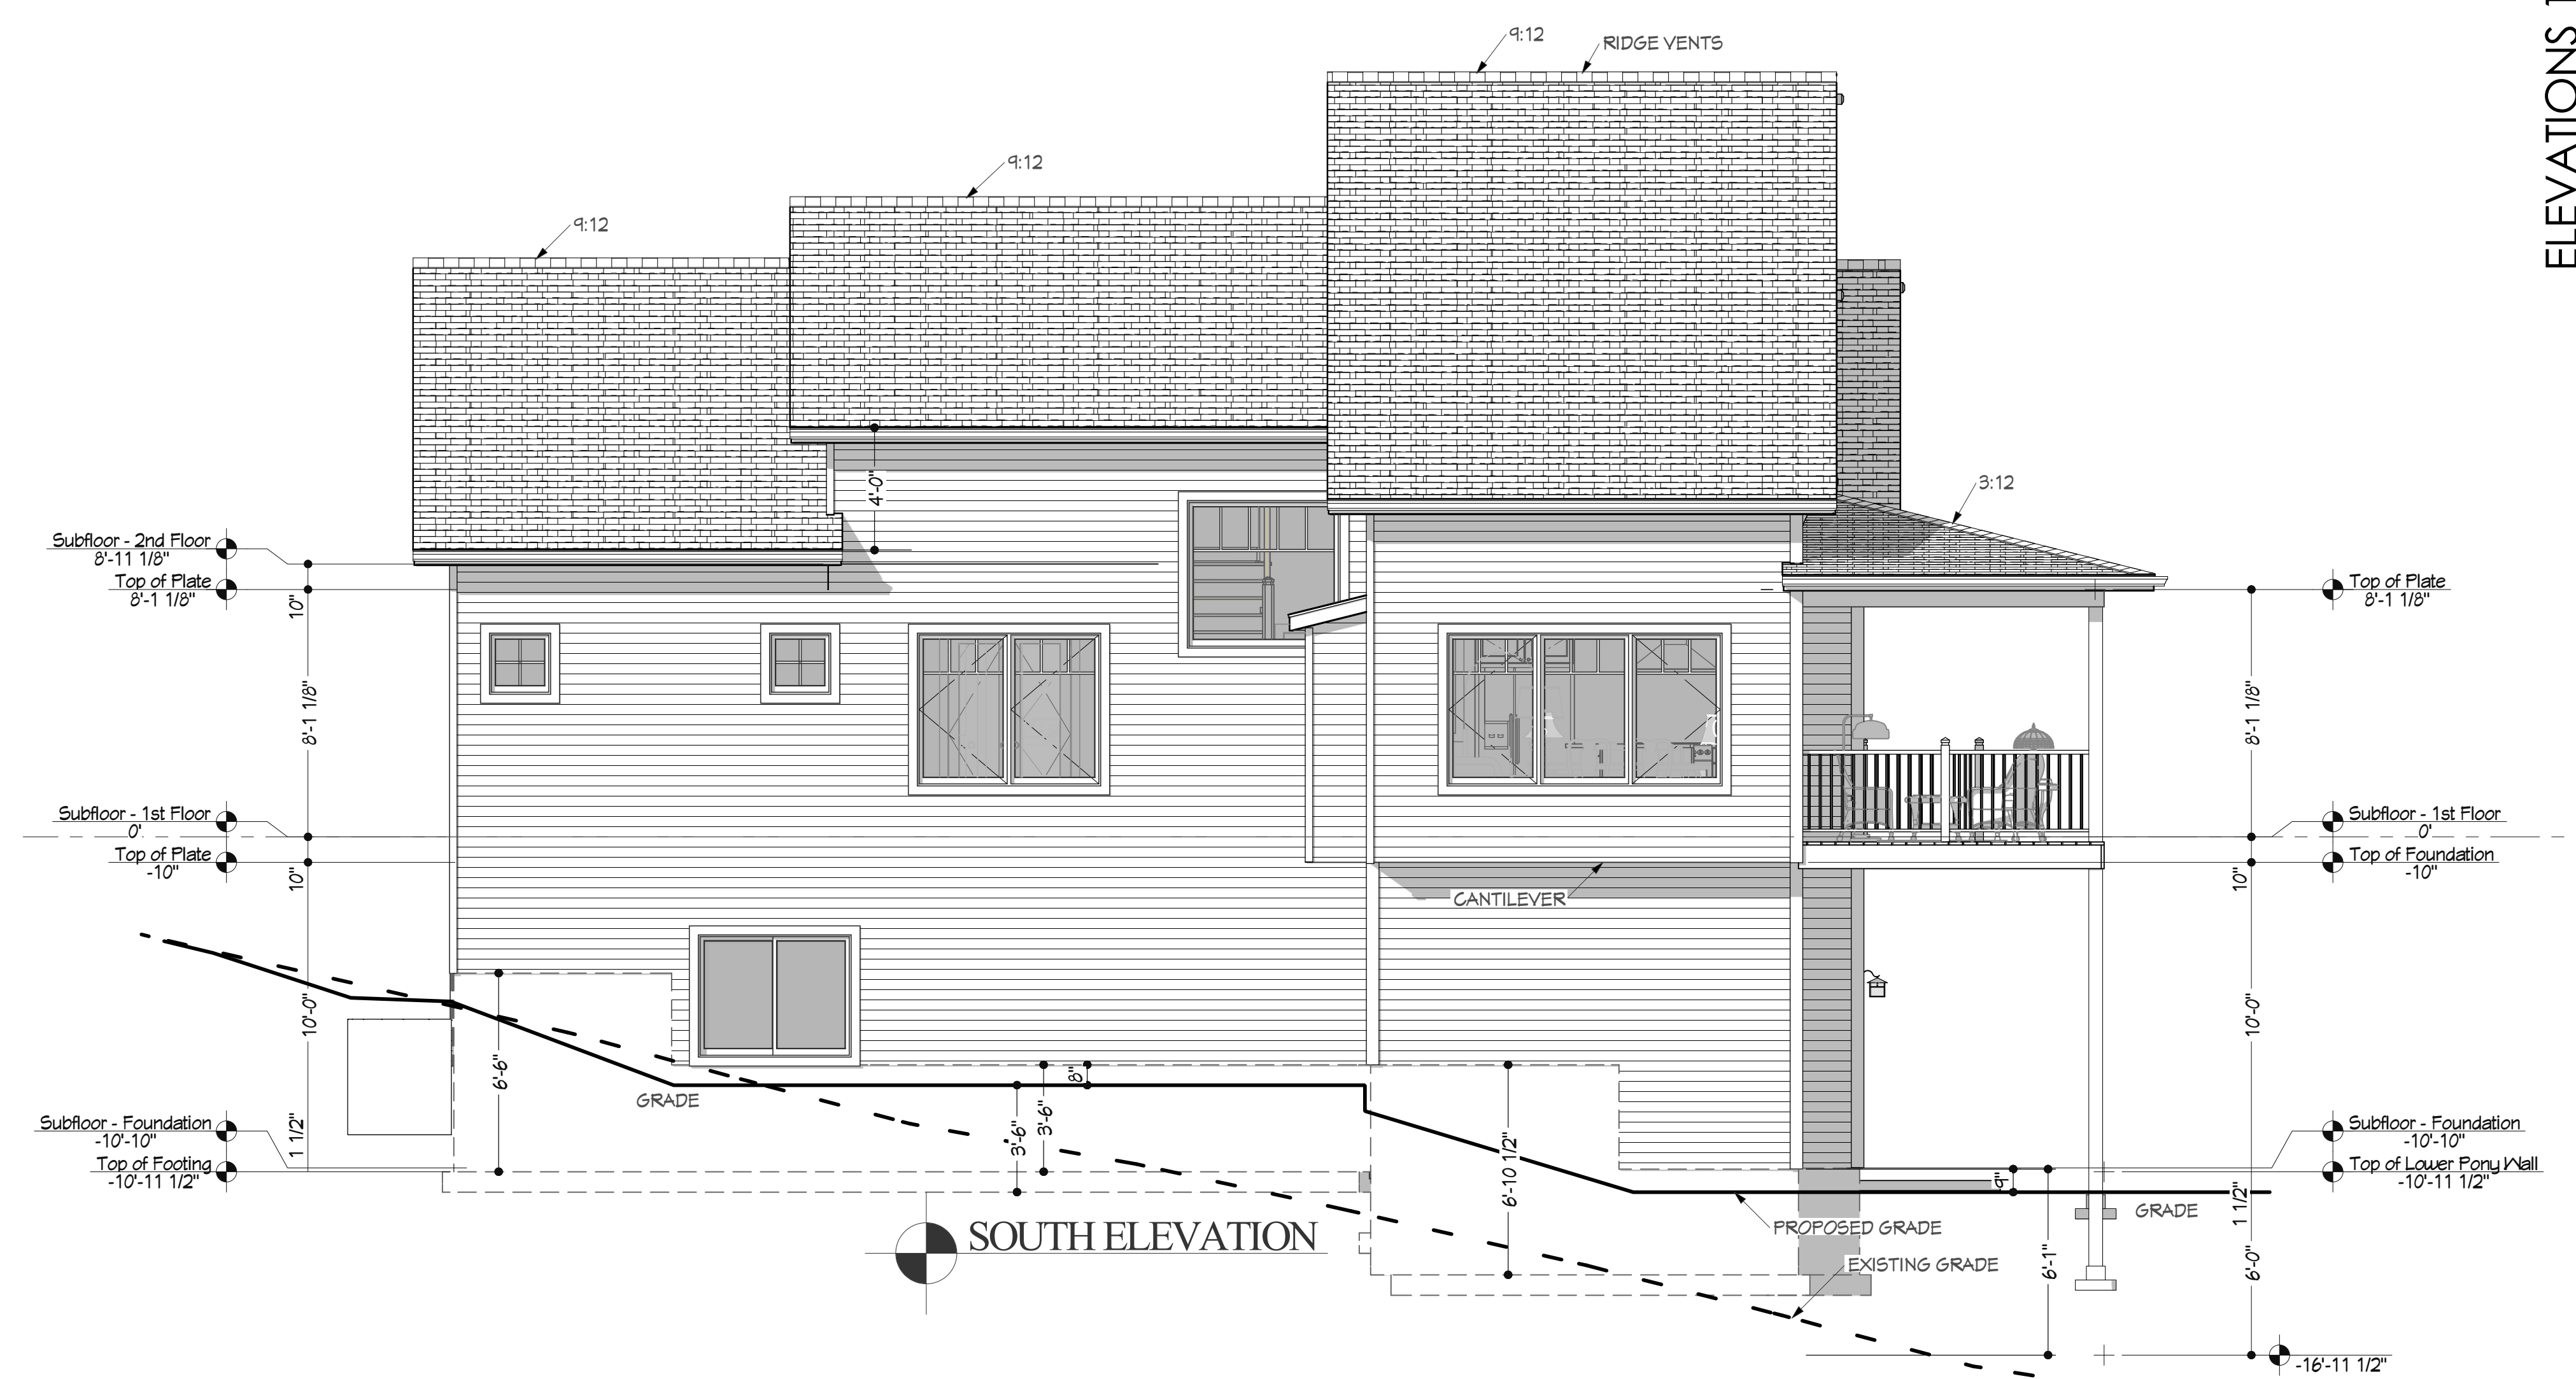 ELEVATIONS 1
9:12
RIDGE VENTS
9:12
9:12
3:12
4'-0"
Subfloor - 2nd Floor
8'-11 1/8"
Top of Plate
8'-1 1/8"
10"
8'-1 1/8"
Subfloor - 1st Floor
0'
Top of Plate
-10"
10"
10'-0"
1 1/2"
Subfloor - Foundation
-10'-10"
Top of Footing
-10'-11 1/2"
6'-6"
GRADE
3'-6"
3'-6"
8"
CANTILEVER
6'-10 1/2"
SOUTH ELEVATION
PROPOSED GRADE
EXISTING GRADE
9"
6'-1"
GRADE
Top of Plate
8'-1 1/8"
8'-1 1/8"
Subfloor - 1st Floor
0'
Top of Foundation
-10"
10"
10'-0"
Subfloor - Foundation
-10'-10"
Top of Lower Pony Wall
-10'-11 1/2"
1 1/2"
6'-0"
-16'-11 1/2"